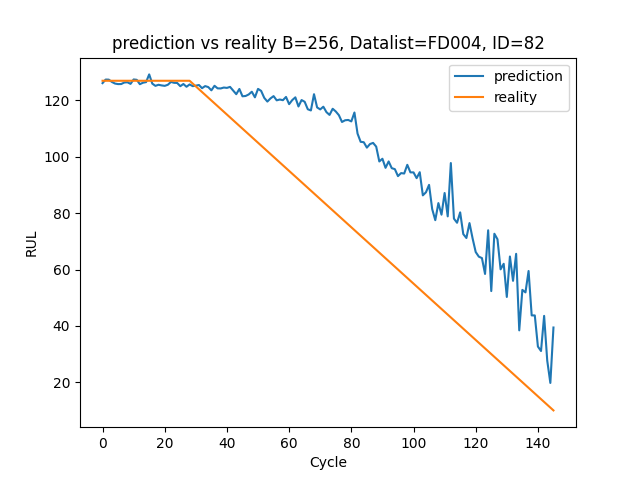 prediction vs reality B=256, Datalist=FD004, ID=82
prediction
reality
RUL
120
100
80
60
40
20
0 20 40 60 80 100 120 140
Cycle